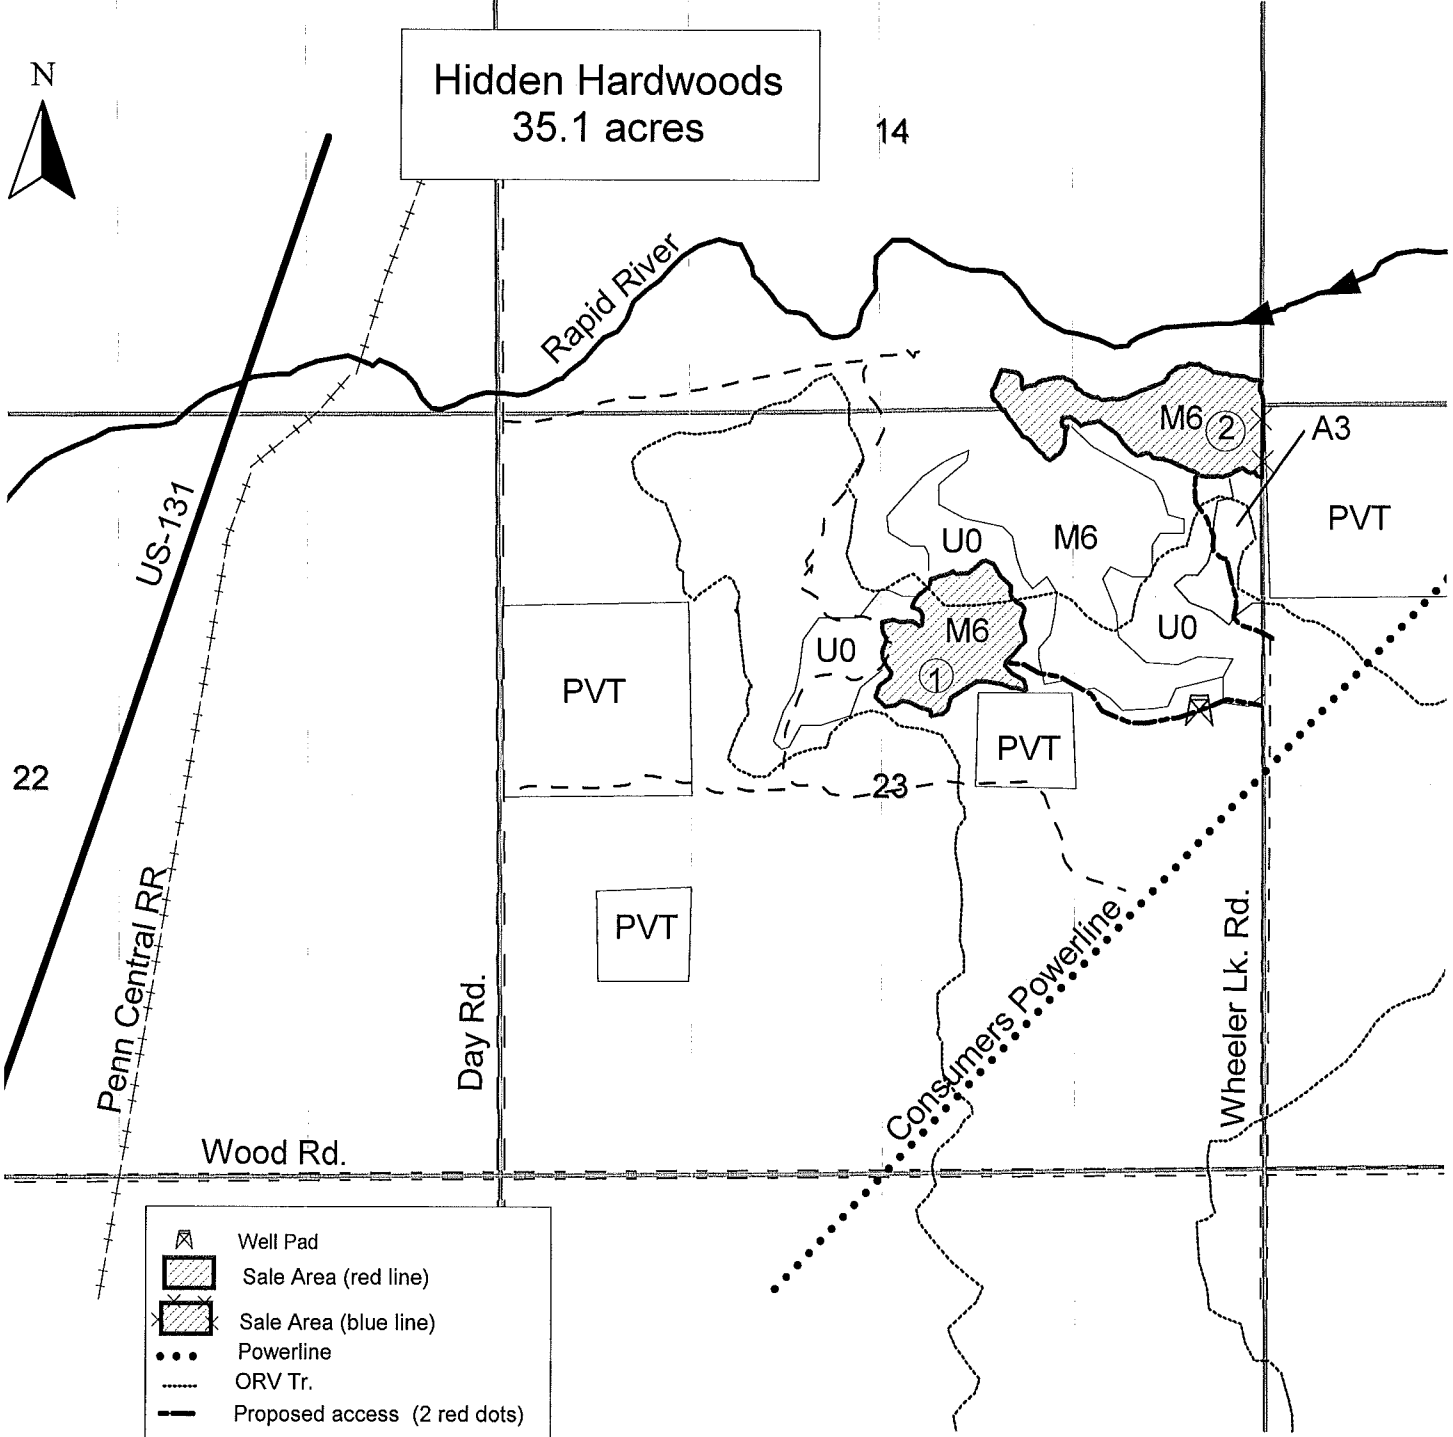 N
Hidden Hardwoods
35.1 acres
14
Rapid River
M6
2
A3
US-131
U0
M6
PVT
M6
U0
U0
1
PVT
PVT
22
23
PVT
Penn Central RR
Day Rd.
Consumers Powerline
Wheeler Lk. Rd.
Wood Rd.
Well Pad
Sale Area (red line)
Sale Area (blue line)
Powerline
ORV Tr.
Proposed access (2 red dots)